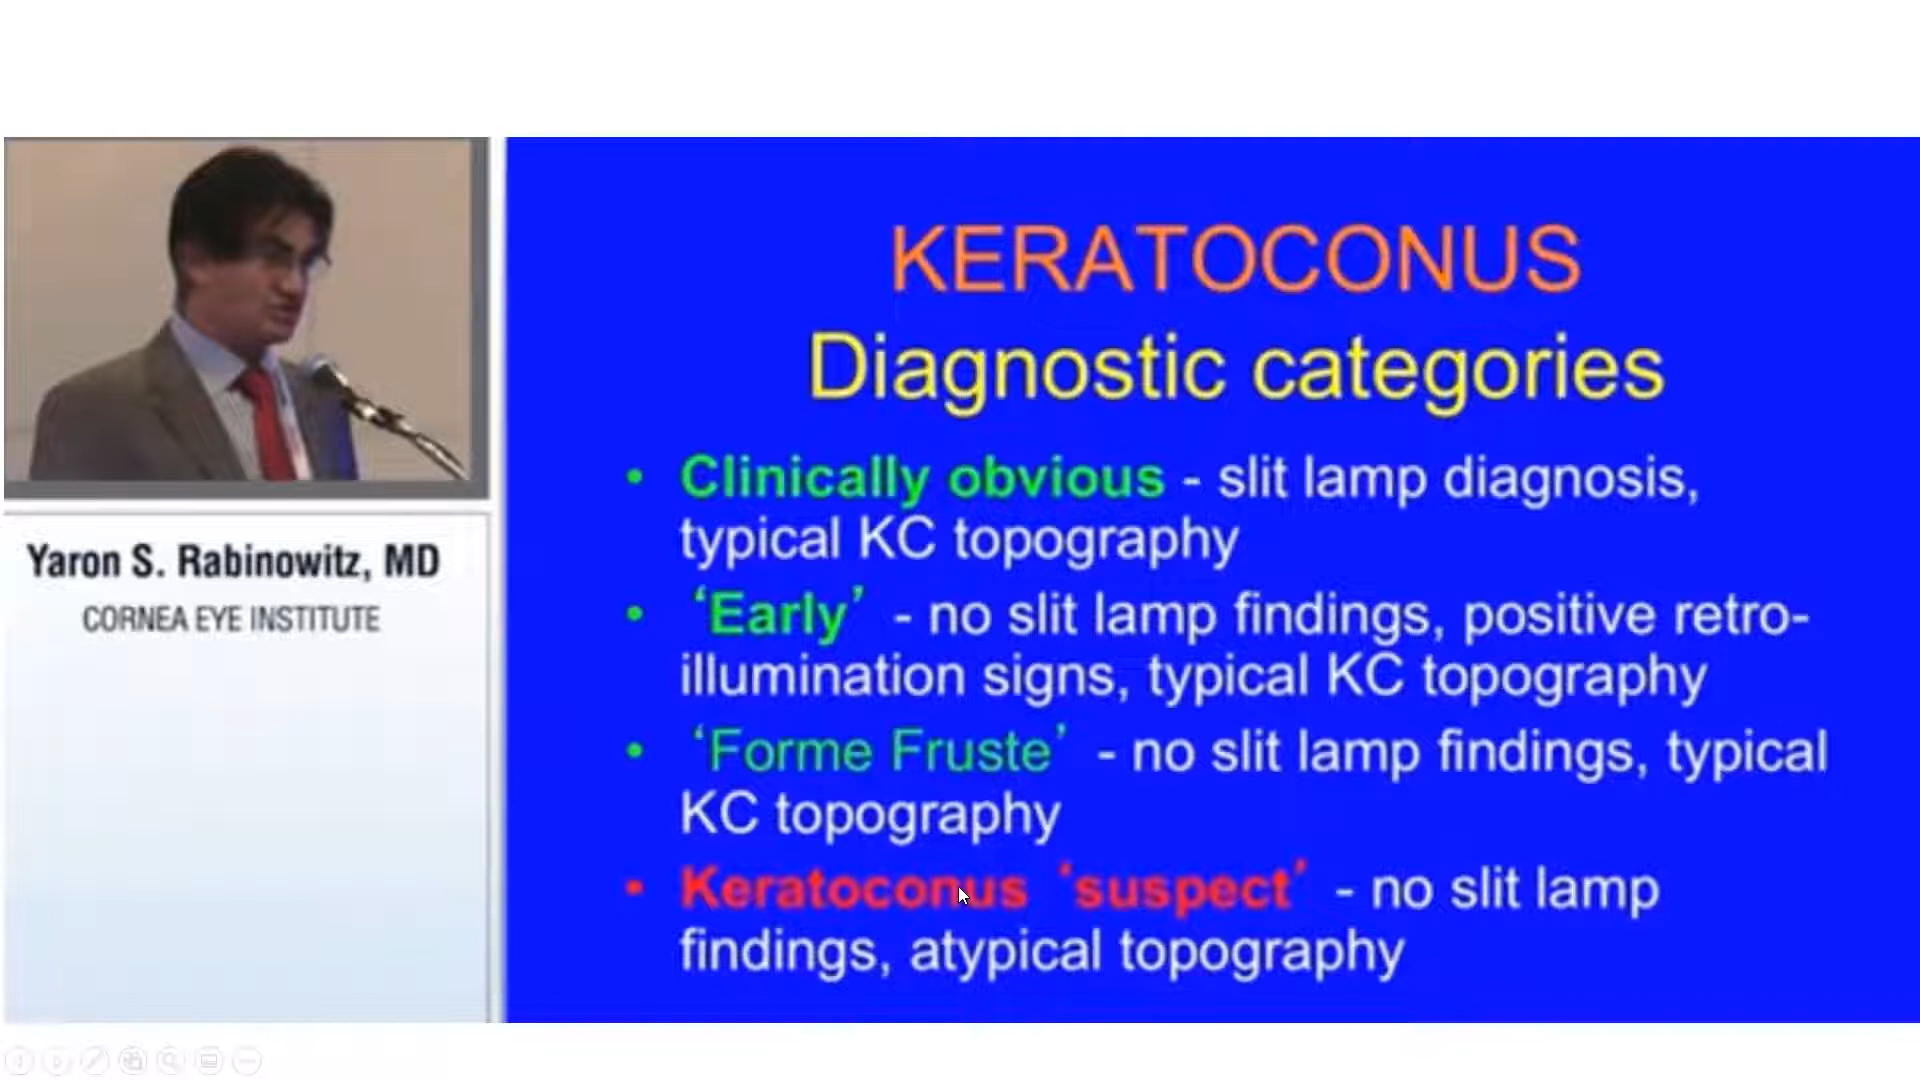 Yaron S. Rabinowitz, MD
CORNEA EYE INSTITUTE
KERATOCONUS
Diagnostic categories
• Clinically obvious - slit lamp diagnosis,
typical KC topography
• ‘Early’ - no slit lamp findings, positive retro-
illumination signs, typical KC topography
• ‘Forme Fruste’ - no slit lamp findings, typical
KC topography
• Keratoconus ‘suspect’ - no slit lamp
findings, atypical topography